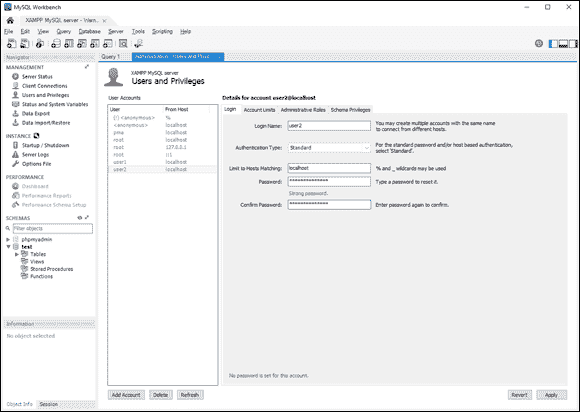 MySQL Workbench
XAMPP MySQL server - Warn...
File Edit View Query Database Server Tools Scripting Help
Navigator
MANAGEMENT
Server Status
Client Connections
Users and Privileges
Status and System Variables
Data Export
Data Import/Restore
INSTANCE
Startup / Shutdown
Server Logs
Options File
PERFORMANCE
Dashboard
Performance Reports
Performance Schema Setup
SCHEMAS
Filter objects
phpmyadmin
test
Tables
Views
Stored Procedures
Functions
Information
No object selected
Object Info Session
Query 1
Administration - Users and Privil...
XAMPP MySQL server
Users and Privileges
User Accounts
User From Host
(!) <anonymous> %
<anonymous> localhost
pma localhost
root localhost
root 127.0.0.1
root ::1
user1 localhost
user2 localhost
Add Account Delete Refresh
Details for account user2@localhost
Login Account Limits Administrative Roles Schema Privileges
Login Name: user2
You may create multiple accounts with the same name
to connect from different hosts.
Authentication Type: Standard
For the standard password and/or host based authentication,
select 'Standard'.
Limit to Hosts Matching: localhost
% and _ wildcards may be used
Password: **************
Type a password to reset it.
Strong password.
Confirm Password: **************
Enter password again to confirm.
No password is set for this account.
Revert Apply